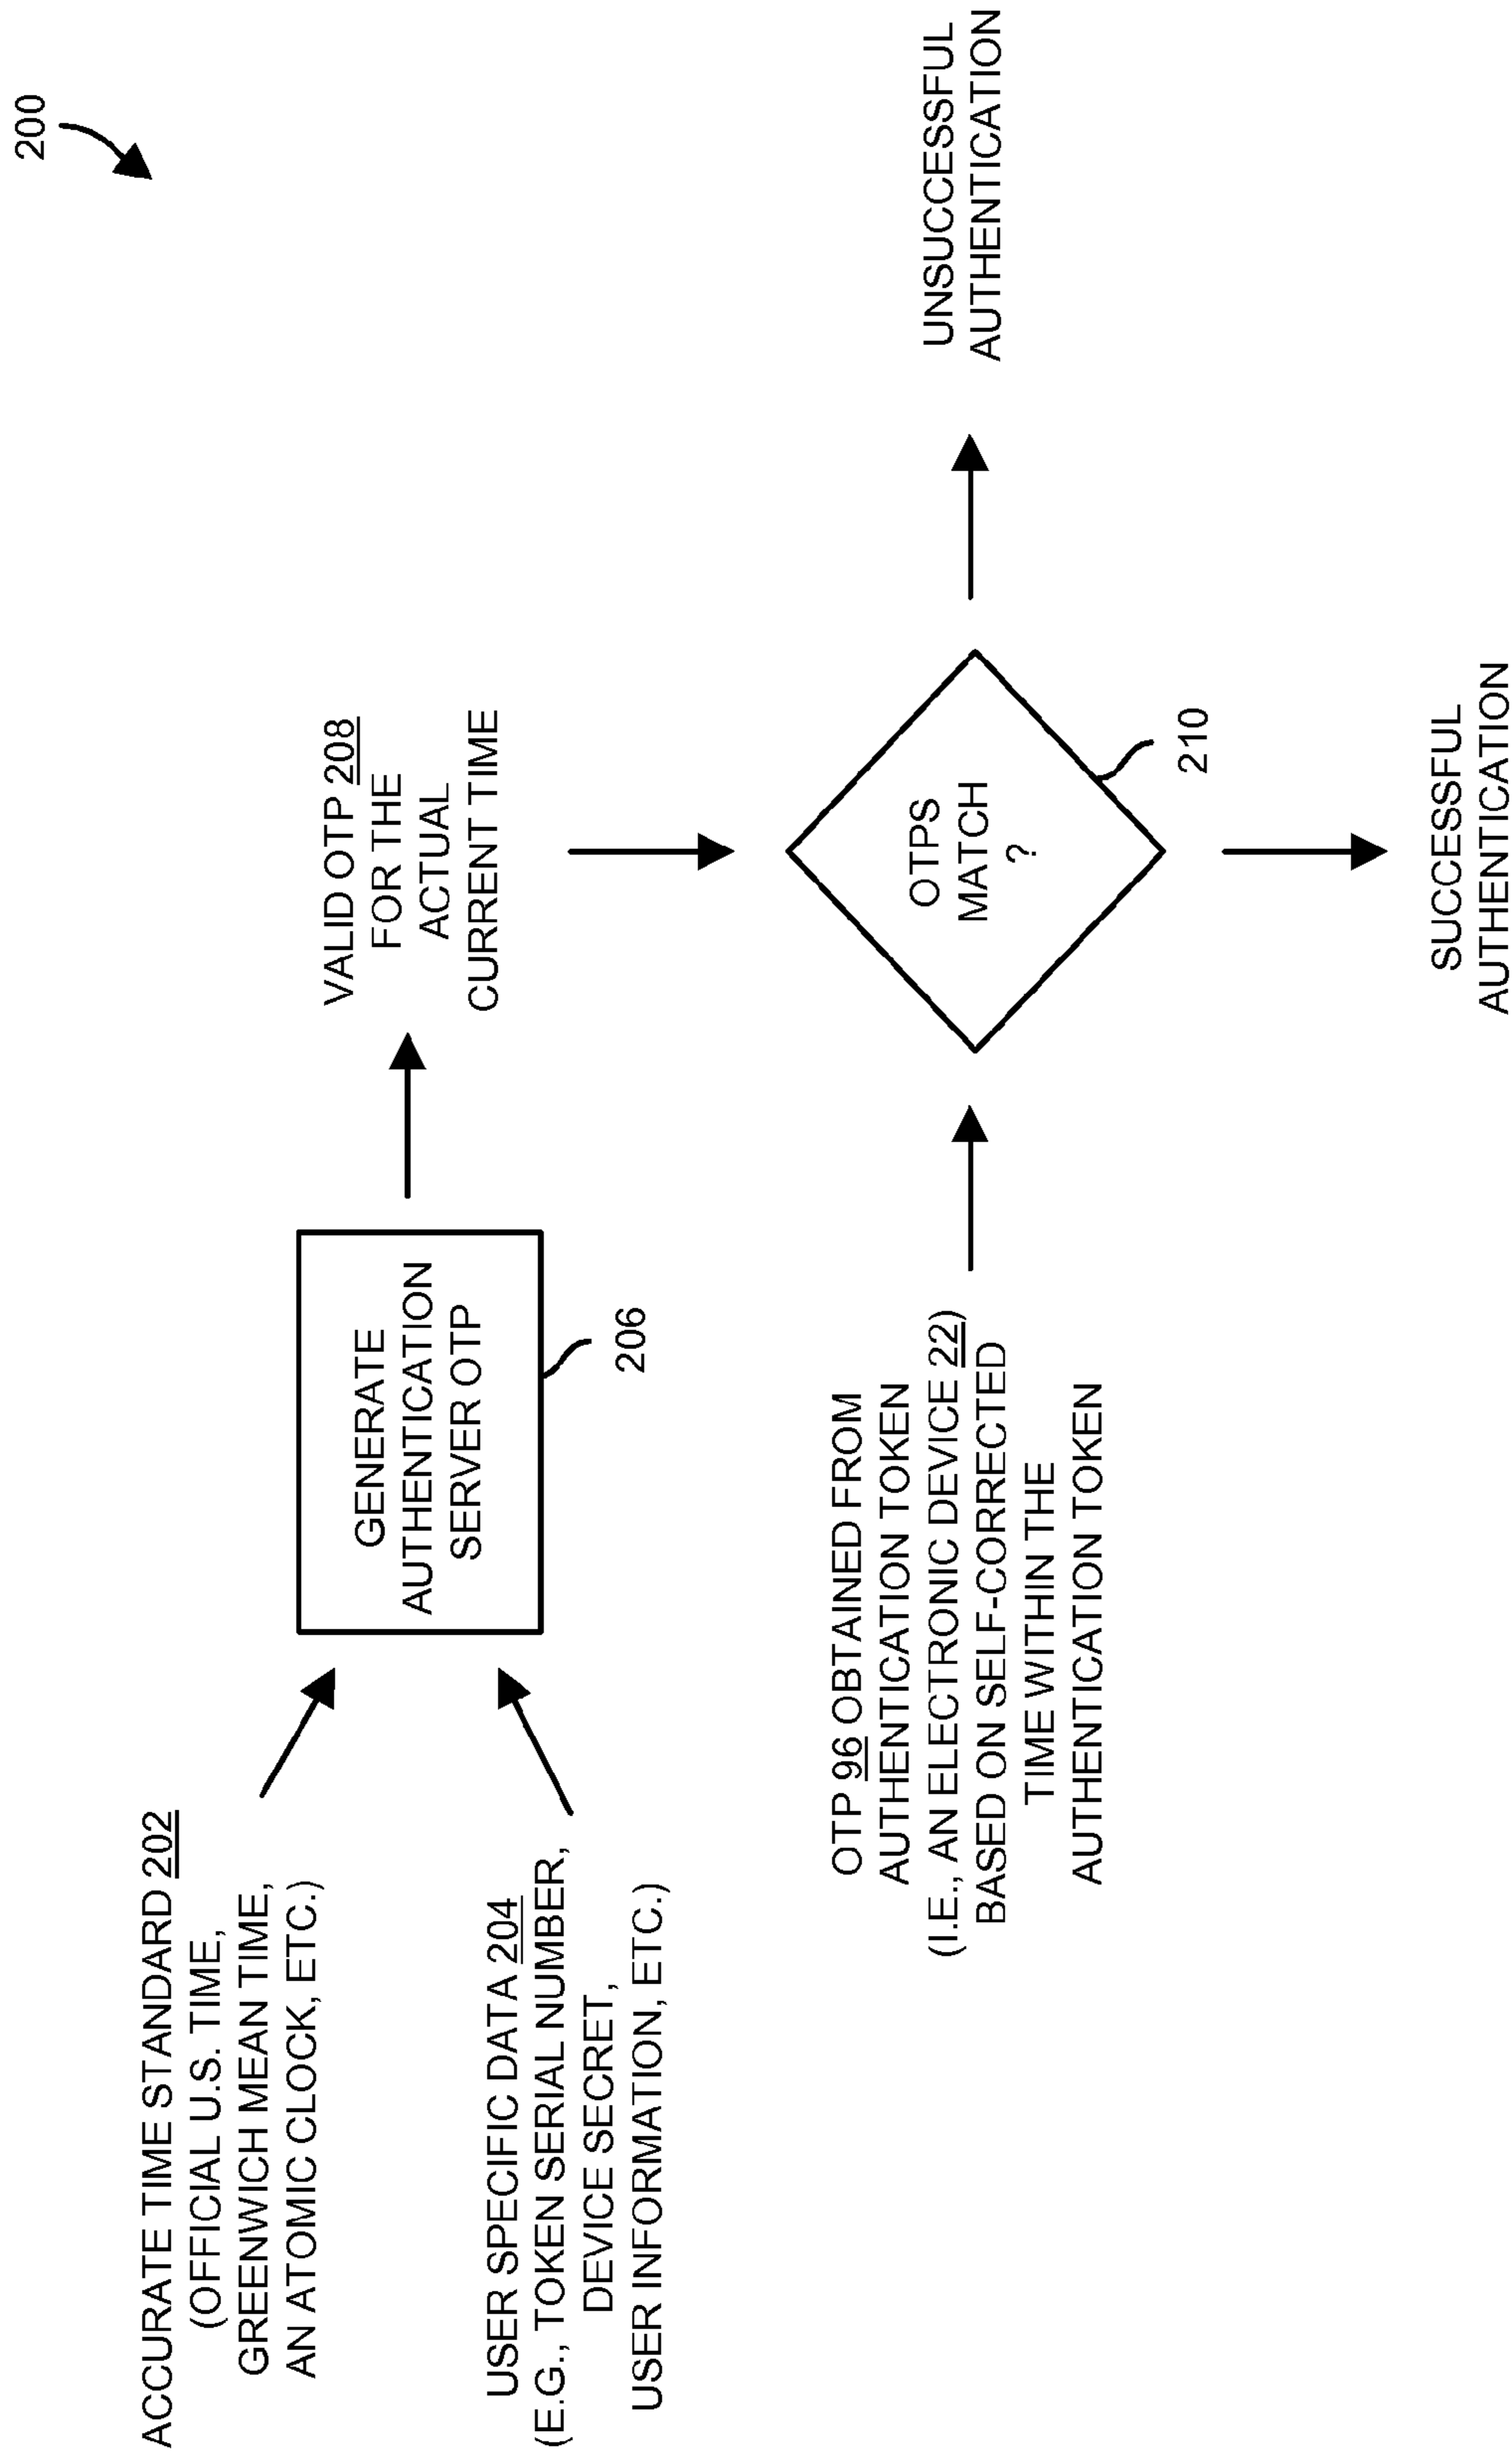 200
ACCURATE TIME STANDARD 202
(OFFICIAL U.S. TIME,
GREENWICH MEAN TIME,
AN ATOMIC CLOCK, ETC.)
USER SPECIFIC DATA 204
(E.G., TOKEN SERIAL NUMBER,
DEVICE SECRET,
USER INFORMATION, ETC.)
GENERATE
AUTHENTICATION
SERVER OTP
206
VALID OTP 208
FOR THE
ACTUAL
CURRENT TIME
OTP 96 OBTAINED FROM
AUTHENTICATION TOKEN
(I.E., AN ELECTRONIC DEVICE 22)
BASED ON SELF-CORRECTED
TIME WITHIN THE
AUTHENTICATION TOKEN
OTPS
MATCH
?
210
UNSUCCESSFUL
AUTHENTICATION
SUCCESSFUL
AUTHENTICATION